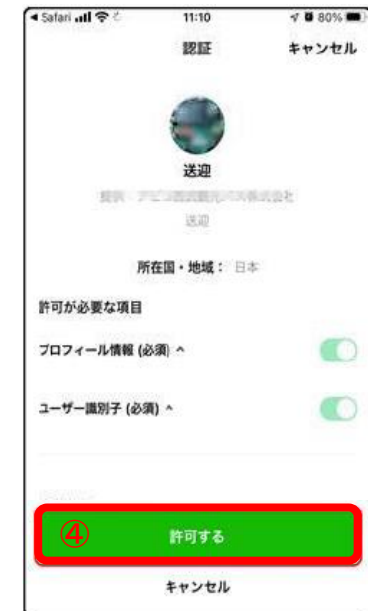 Safari 11:10 80%
認証 キャンセル
送迎
送迎
所在国・地域： 日本
許可が必要な項目
プロフィール情報 (必須)
ユーザー識別子 (必須)
④ 許可する
キャンセル